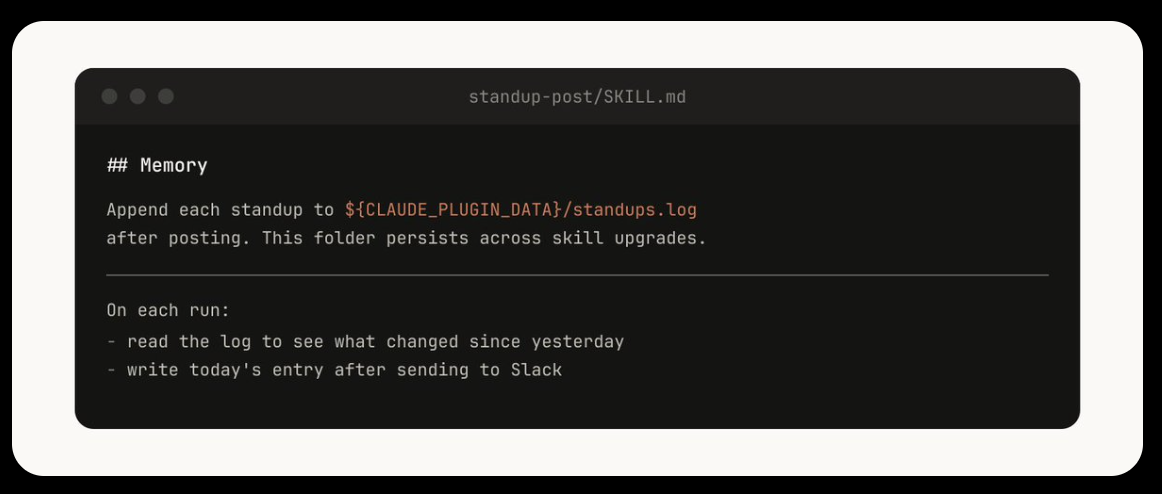 standup-post/SKILL.md
## Memory
Append each standup to ${CLAUDE_PLUGIN_DATA}/standups.log
after posting. This folder persists across skill upgrades.
On each run:
- read the log to see what changed since yesterday
- write today's entry after sending to Slack